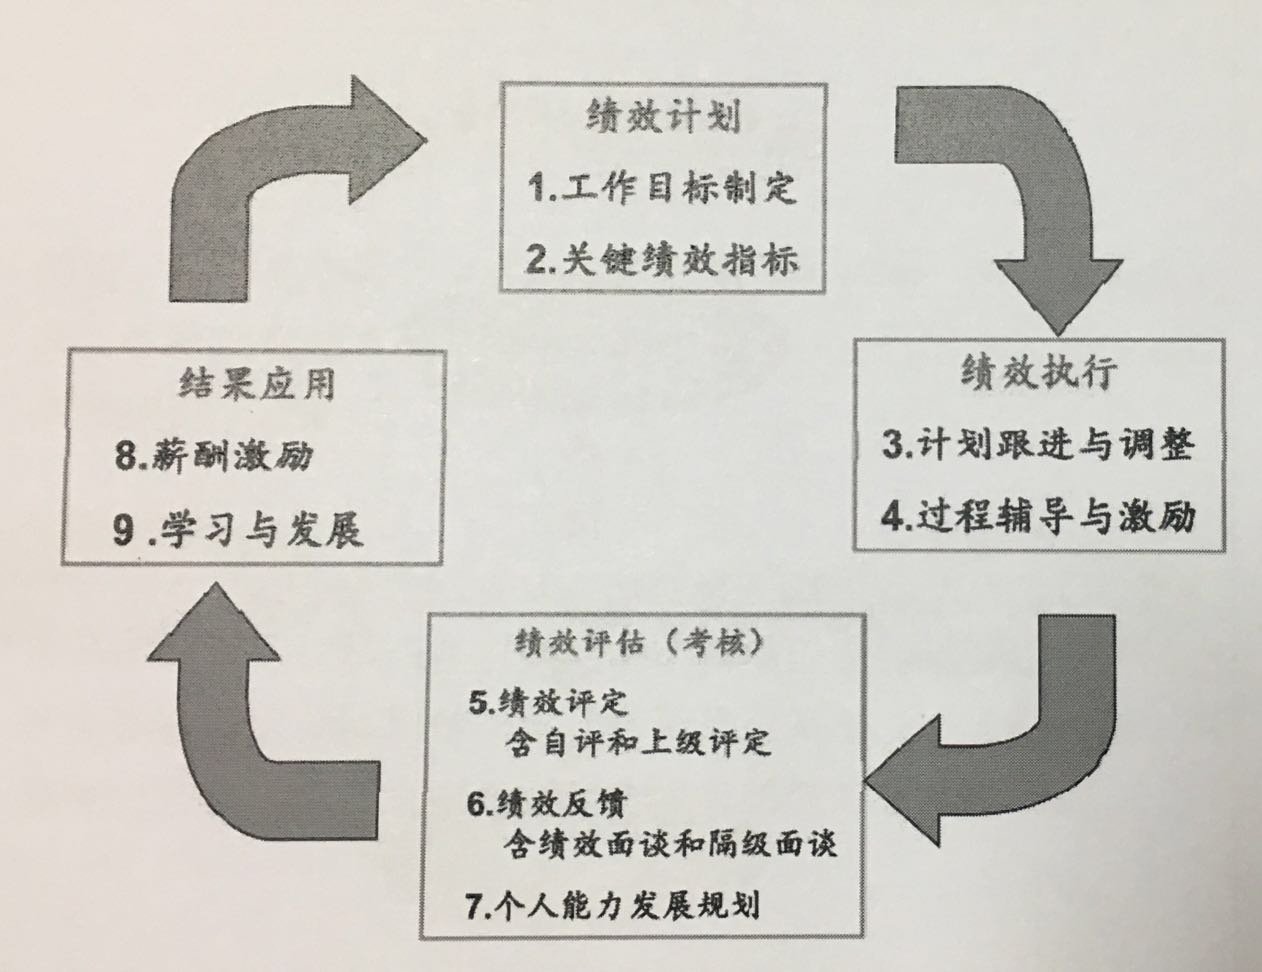 绩效计划
1.工作目标制定
2.关键绩效指标
绩效执行
3.计划跟进与调整
4.过程辅导与激励
绩效评估（考核）
5.绩效评定
含自评和上级评定
6.绩效反馈
含绩效面谈和隔级面谈
7.个人能力发展规划
结果应用
8.薪酬激励
9.学习与发展